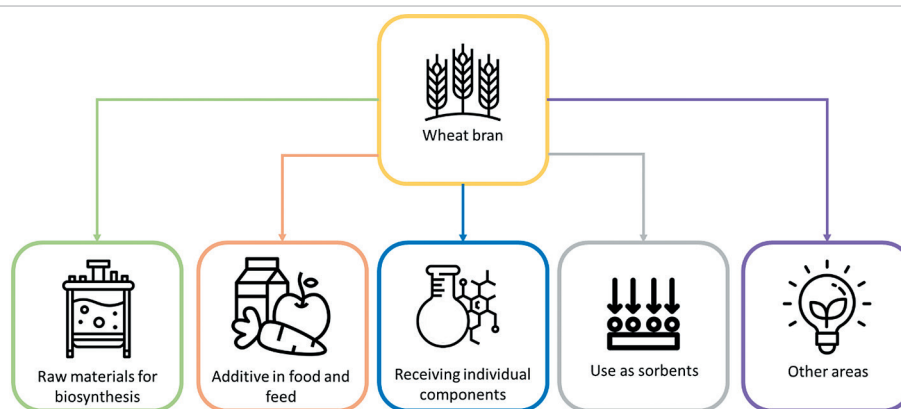 Wheat bran
Raw materials for
biosynthesis
Additive in food and
feed
Receiving individual
components
Use as sorbents
Other areas